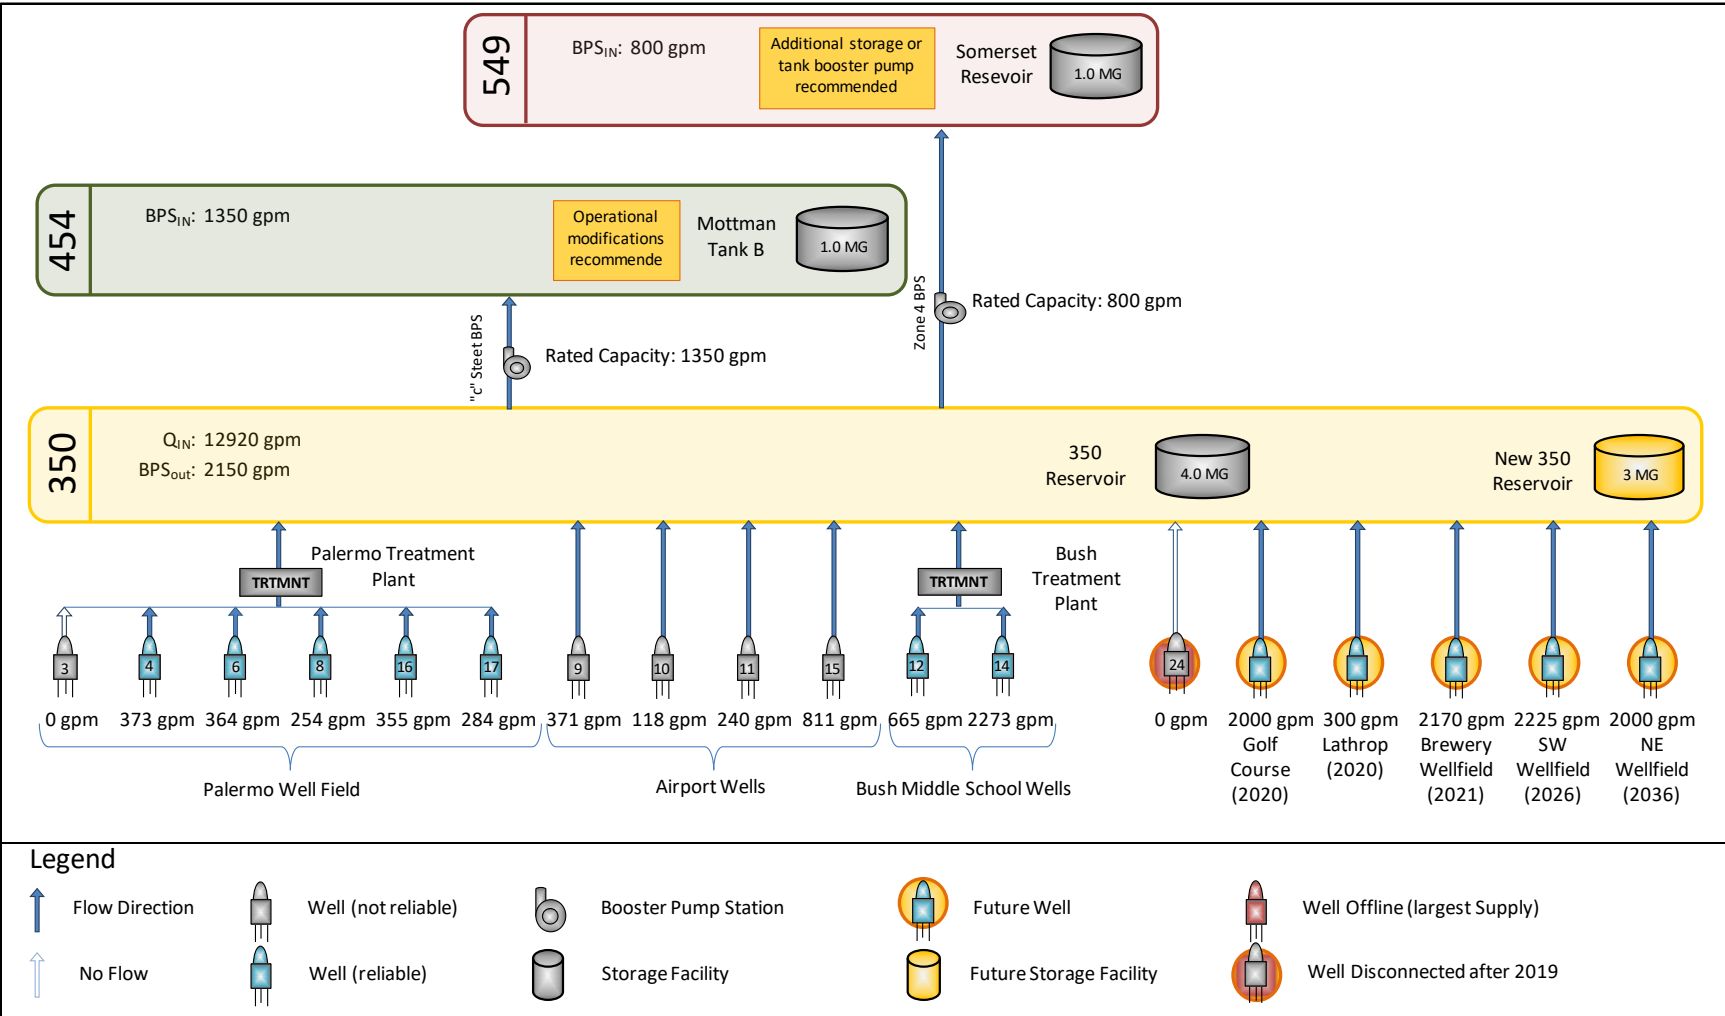 549
BPSIN: 800 gpm
Additional storage or
tank booster pump
recommended
Somerset
Resevoir
1.0 MG
454
BPSIN: 1350 gpm
Operational
modifications
recommende
Mottman
Tank B
1.0 MG
"c" Steet BPS
Rated Capacity: 1350 gpm
Zone 4 BPS
Rated Capacity: 800 gpm
350
QIN: 12920 gpm
BPSout: 2150 gpm
350
Reservoir
4.0 MG
New 350
Reservoir
3 MG
Palermo Treatment
Plant
TRTMNT
Bush
Treatment
Plant
TRTMNT
3
4
6
8
16
17
9
10
11
15
12
14
24
0 gpm
373 gpm
364 gpm
254 gpm
355 gpm
284 gpm
371 gpm
118 gpm
240 gpm
811 gpm
665 gpm
2273 gpm
0 gpm
2000 gpm
Golf
Course
(2020)
300 gpm
Lathrop
(2020)
2170 gpm
Brewery
Wellfield
(2021)
2225 gpm
SW
Wellfield
(2026)
2000 gpm
NE
Wellfield
(2036)
Palermo Well Field
Airport Wells
Bush Middle School Wells
Legend
Flow Direction
Well (not reliable)
Booster Pump Station
Future Well
Well Offline (largest Supply)
No Flow
Well (reliable)
Storage Facility
Future Storage Facility
Well Disconnected after 2019